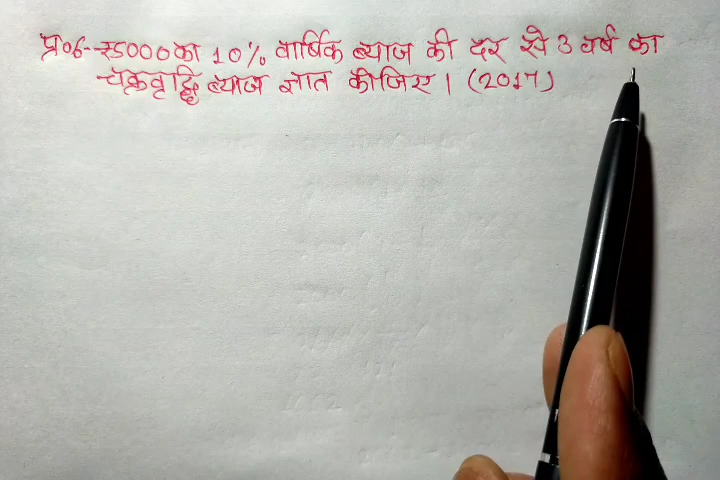 प्र०6-₹5000का 10% वार्षिक ब्याज की दर से 3 वर्ष का
चक्रवृद्धि ब्याज ज्ञात कीजिए। (2017)